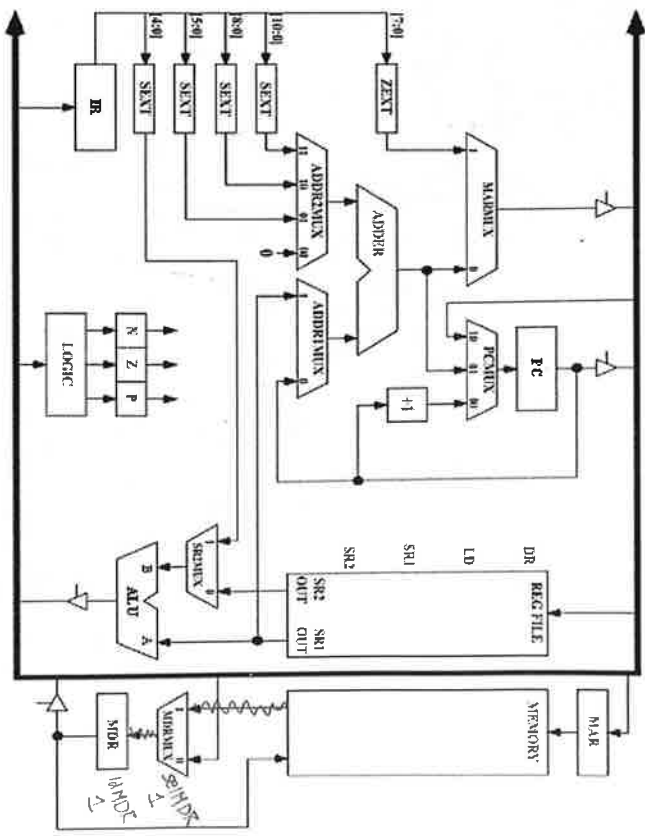 [7:0]
[10:0]
[8:0]
[5:0]
[4:0]
ZEXT
SEXT
SEXT
SEXT
SEXT
IR
1 MARMUX 0
ADDER
11 10 01 00
ADDR2MUX
0
1 ADDR1MUX 0
10 01 00
PCMUX
PC
+1
LOGIC
N Z P
REG FILE
DR
LD
SR1
SR2
SR2
OUT
SR1
OUT
1 SR2MUX 0
B A
ALU
MAR
MEMORY
1 MDRMUX 0
MDR
selMDR
1
ldMDR
1